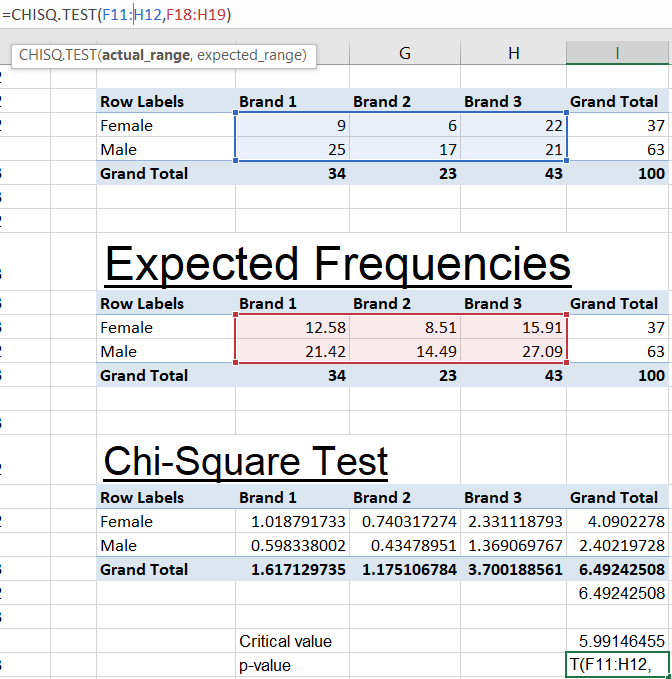 =CHISQ.TEST(F11:H12,F18:H19)
CHISQ.TEST(actual_range, expected_range)
G H I
Row Labels Brand 1 Brand 2 Brand 3 Grand Total
Female 9 6 22 37
Male 25 17 21 63
Grand Total 34 23 43 100
Expected Frequencies
Row Labels Brand 1 Brand 2 Brand 3 Grand Total
Female 12.58 8.51 15.91 37
Male 21.42 14.49 27.09 63
Grand Total 34 23 43 100
Chi-Square Test
Row Labels Brand 1 Brand 2 Brand 3 Grand Total
Female 1.018791733 0.740317274 2.331118793 4.0902278
Male 0.598338002 0.43478951 1.369069767 2.40219728
Grand Total 1.617129735 1.175106784 3.700188561 6.49242508
6.49242508
Critical value 5.99146455
p-value T(F11:H12,